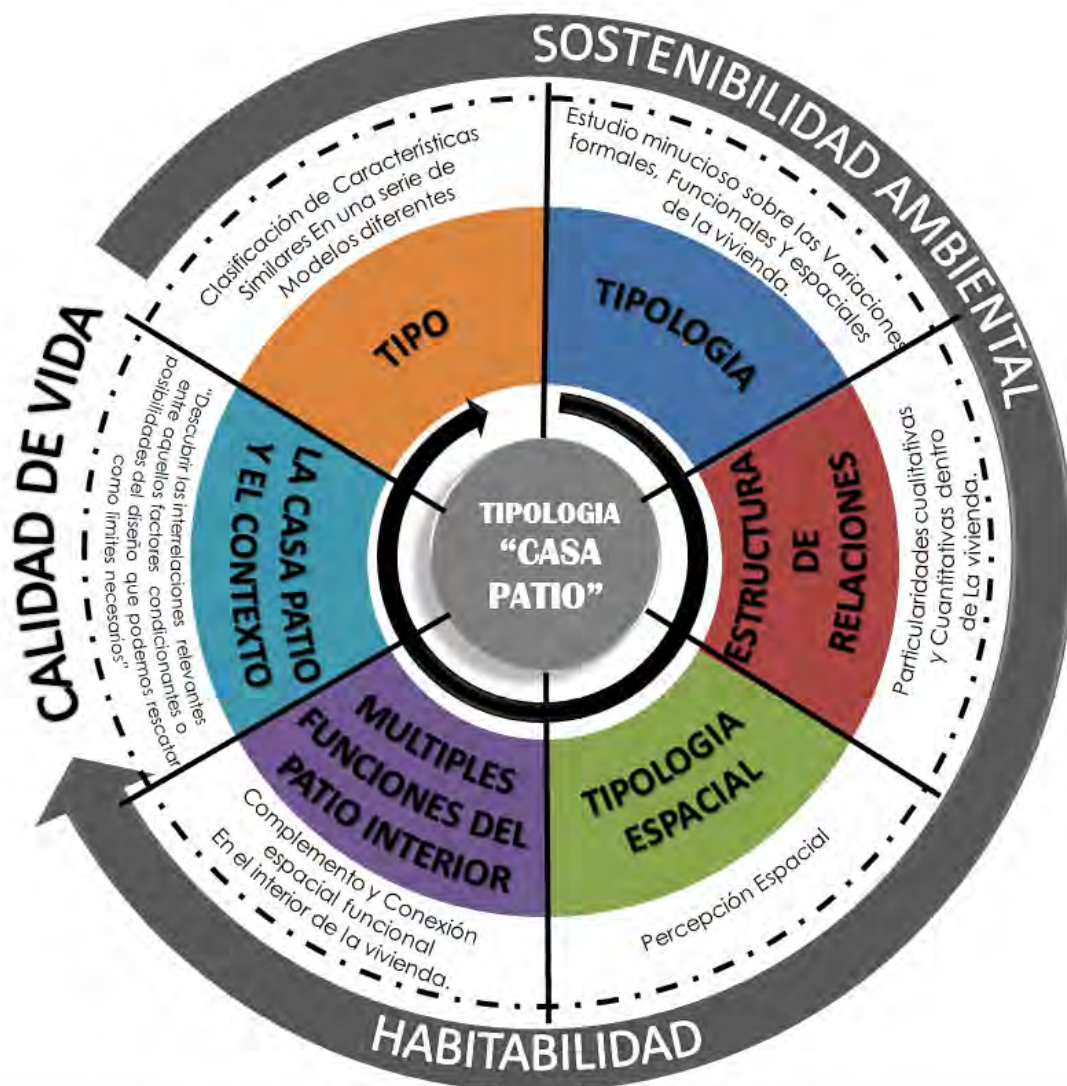 SOSTENIBILIDAD AMBIENTAL
HABITABILIDAD
CALIDAD DE VIDA
TIPOLOGIA
“CASA
PATIO”
TIPO
Clasificación de Características
Similares En una serie de
Modelos diferentes
TIPOLOGIA
Estudio minucioso sobre las Variaciones
formales, Funcionales Y espaciales
de la vivienda.
ESTRUCTURA
DE
RELACIONES
Particularidades cualitativas
y Cuantitativas dentro
de La vivienda.
TIPOLOGIA
ESPACIAL
Percepción Espacial
MULTIPLES
FUNCIONES DEL
PATIO INTERIOR
Complemento y Conexión
espacial funcional
En el interior de la vivienda.
LA CASA PATIO
Y EL CONTEXTO
“Descubrir las interrelaciones relevantes
entre aquellos factores condicionantes o
posibilidades del diseño que podemos rescatar
como limites necesarios”